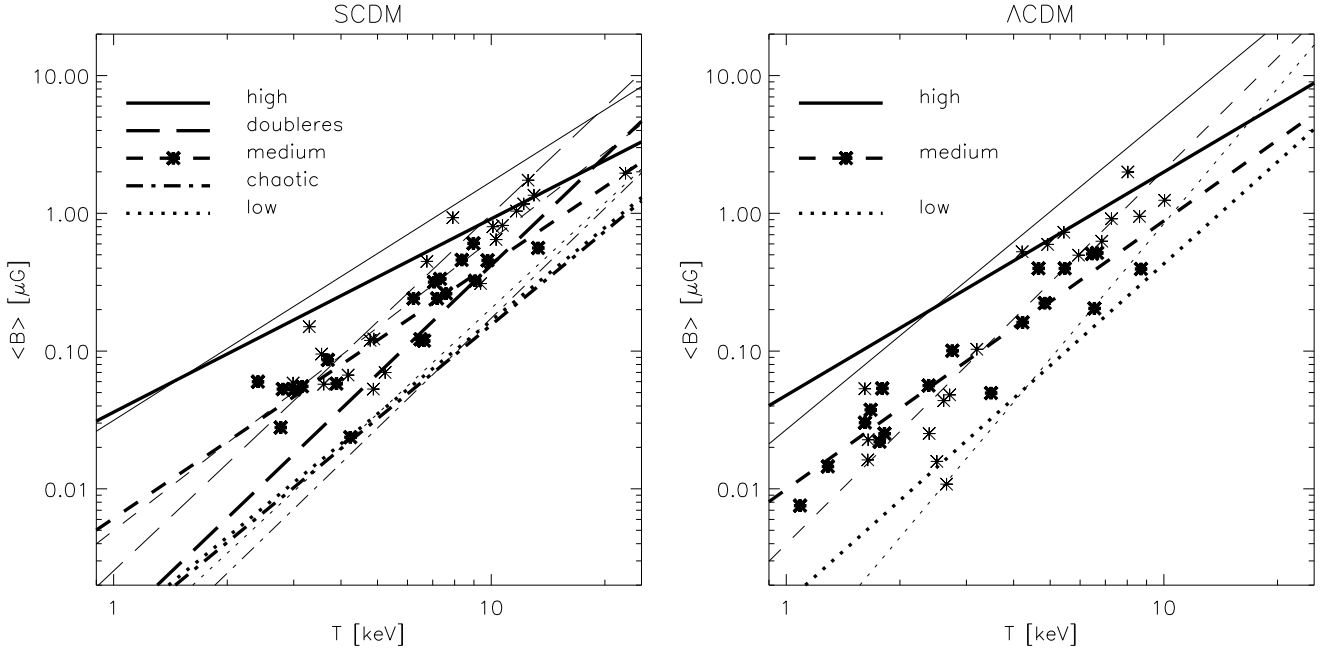 SCDM
10.00
1.00
0.10
0.01
<B> [μG]
high
doubleres
medium
chaotic
low
1
10
T [keV]
ΛCDM
10.00
1.00
0.10
0.01
<B> [μG]
high
medium
low
1
10
T [keV]